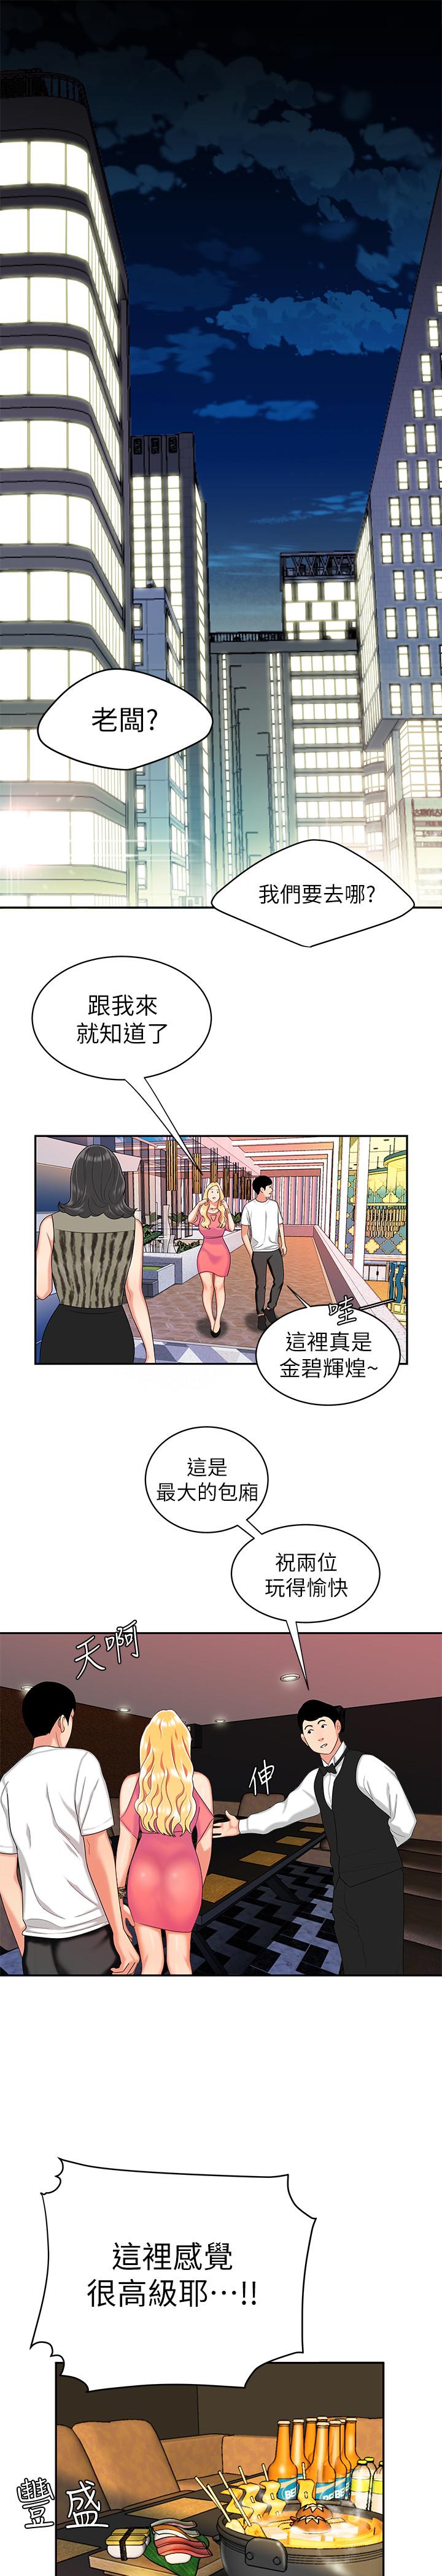 老闆?
我們要去哪?
跟我來
就知道了
哇
這裡真是
金碧輝煌~
這是
最大的包廂
祝兩位
玩得愉快
天啊
伸
這裡感覺
很高級耶…!!
豐盛
BEER